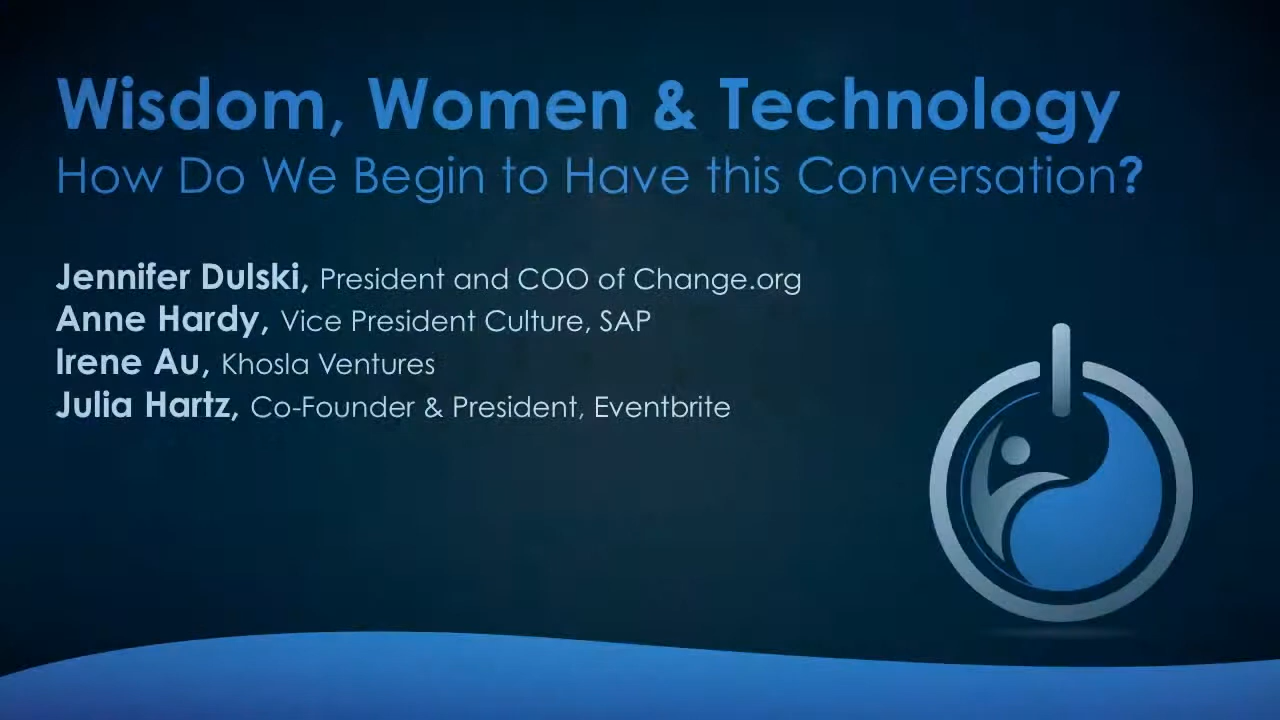 Wisdom, Women & Technology
How Do We Begin to Have this Conversation?
Jennifer Dulski, President and COO of Change.org
Anne Hardy, Vice President Culture, SAP
Irene Au, Khosla Ventures
Julia Hartz, Co-Founder & President, Eventbrite